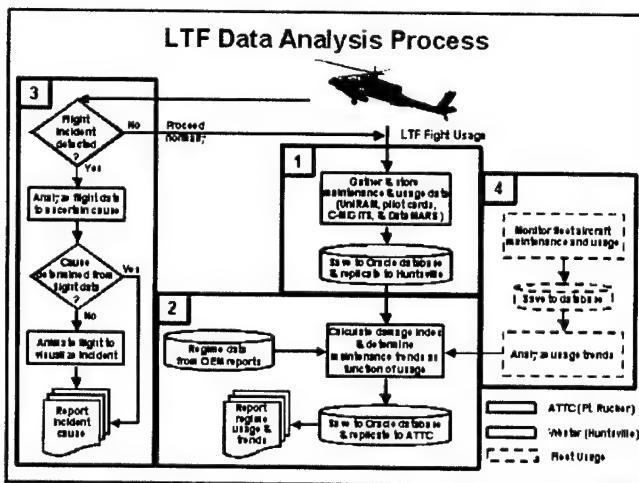 LTF Data Analysis Process
3
Flight
incident
detected
?
No
Proceed
normally
Yes
Analyze flight data
to ascertain cause
Cause
determined from
flight data
?
Yes
No
Animate flight to
visualize incident
Report
incident
cause
LTF Flight Usage
1
Gather & store
maintenance & usage data
(UniRAM, pilot cards,
& DataMARS)
Save to Oracle database
& replicate to Huntsville
2
Regime data
from OEM reports
Calculate damage index
& determine
maintenance trends as
function of usage
Report
regime
usage &
trends
Save to Oracle database
& replicate to ATTC
4
Monitor fleet aircraft
maintenance and usage
Save to database
Analyze usage trends
ATTC (Ft. Rucker)
(Huntsville)
Fleet Usage